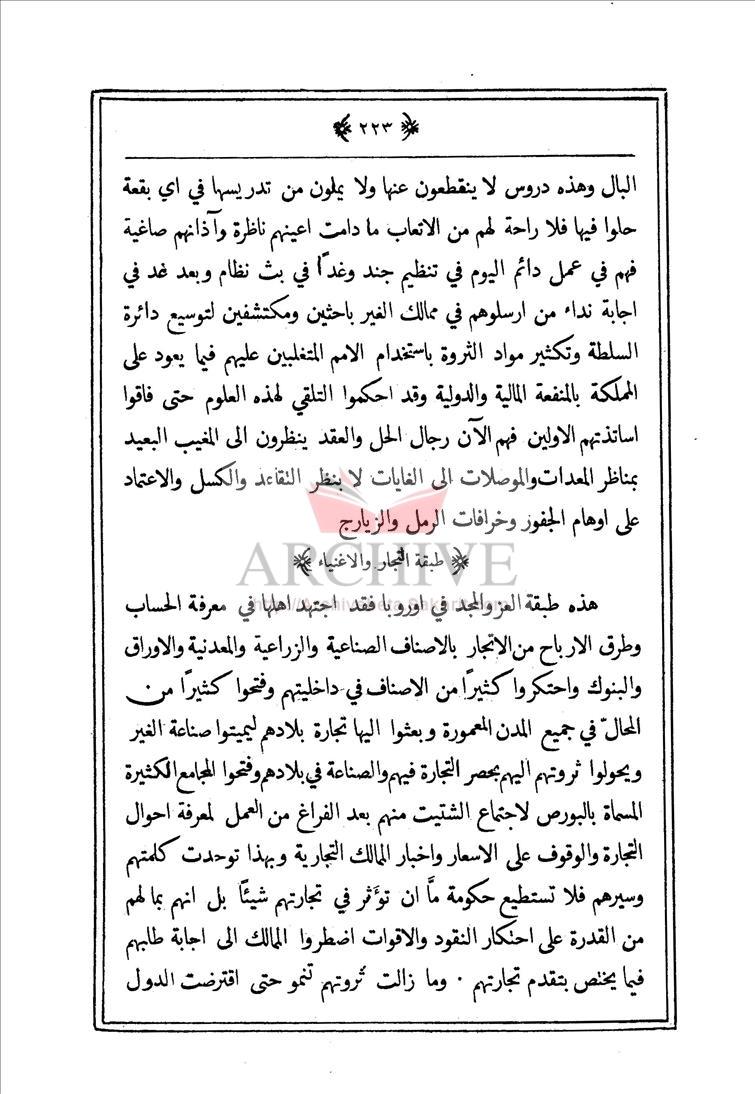 ﴿ ٢٢٣ ﴾
البال وهذه دروس لا ينقطعون عنها ولا يملون من تدريسها في اي بقعة
حلوا فيها فلا راحة لهم من الاتعاب ما دامت اعينهم ناظرة وآذانهم صاغية
فهم في عمل دائم اليوم في تنظيم جند وغداً في بث نظام وبعد غد في
اجابة نداء من ارسلوهم في ممالك الغير باحثين ومكتشفين لتوسيع دائرة
السلطة وتكثير مواد الثروة باستخدام الامم المتغلبين عليهم فيما يعود على
المملكة بالمنفعة المالية والدولية وقد احكموا التلقي لهذه العلوم حتى فاقوا
اساتذتهم الاولين فهم الآن رجال الحل والعقد ينظرون الى المغيب البعيد
بمناظر المعدات والموصلات الى الغايات لا بنظر التقاعد والكسل والاعتماد
على اوهام الجفور وخرافات الرمل والزيارج
ARCHIVE
﴿ طبقة التجار والاغنياء ﴾
هذه طبقة العز والمجد في اوروبا فقد اجتهد اهلها في معرفة الحساب
وطرق الارباح من الاتجار بالاصناف الصناعية والزراعية والمعدنية والاوراق
والبنوك واحتكروا كثيرًا من الاصناف في داخليتهم وفتحوا كثيرًا من
المحالّ في جميع المدن المعمورة وبعثوا اليها تجارة بلادهم ليميتوا صناعة الغير
ويحولوا ثروتهم اليهم بحصر التجارة فيهم والصناعة في بلادهم وفتحوا المجامع الكثيرة
المسماة بالبورص لاجتماع الشتيت منهم بعد الفراغ من العمل لمعرفة احوال
التجارة والوقوف على الاسعار واخبار الممالك التجارية وبهذا توحدت كلمتهم
وسيرهم فلا تستطيع حكومة مَّا ان توَّثر في تجارتهم شيئًا بل انهم بما لهم
من القدرة على احتكار النقود والاقوات اضطروا الممالك الى اجابة طلبهم
فيما يختص بتقدم تجارتهم · وما زالت ثروتهم تنمو حتى اقترضت الدول